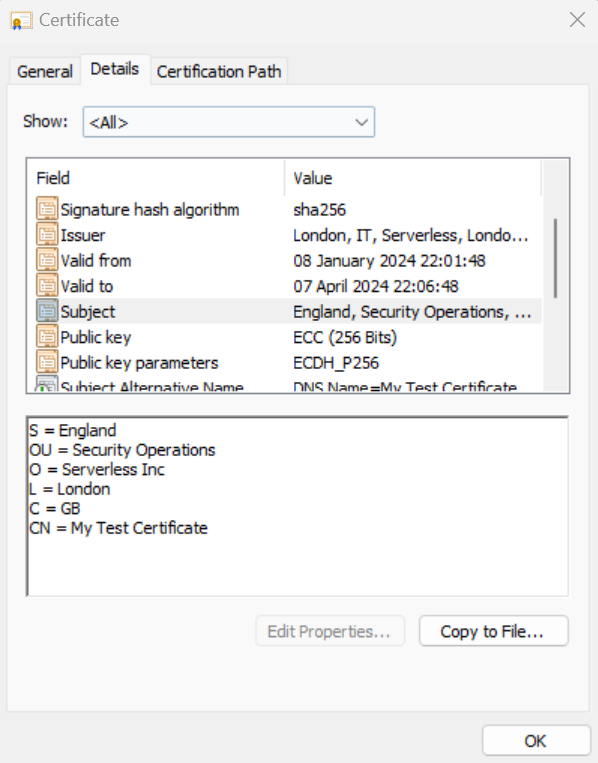 Certificate
General Details Certification Path
Show: <All>
Field Value
Signature hash algorithm sha256
Issuer London, IT, Serverless, Londo...
Valid from 08 January 2024 22:01:48
Valid to 07 April 2024 22:06:48
Subject England, Security Operations, ...
Public key ECC (256 Bits)
Public key parameters ECDH_P256
Subject Alternative Name DNS Name=My Test Certificate
S = England
OU = Security Operations
O = Serverless Inc
L = London
C = GB
CN = My Test Certificate
Edit Properties... Copy to File...
OK